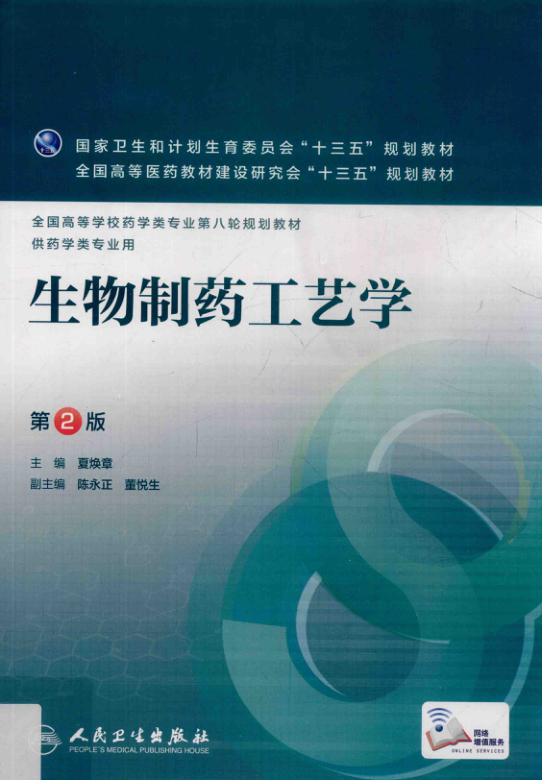 十三五
国家卫生和计划生育委员会“十三五”规划教材
全国高等医药教材建设研究会“十三五”规划教材
全国高等学校药学类专业第八轮规划教材
供药学类专业用
生物制药工艺学
第2版
主 编 夏焕章
副主编 陈永正 董悦生
人民卫生出版社
PEOPLE'S MEDICAL PUBLISHING HOUSE
网络
增值服务
ONLINE SERVICES